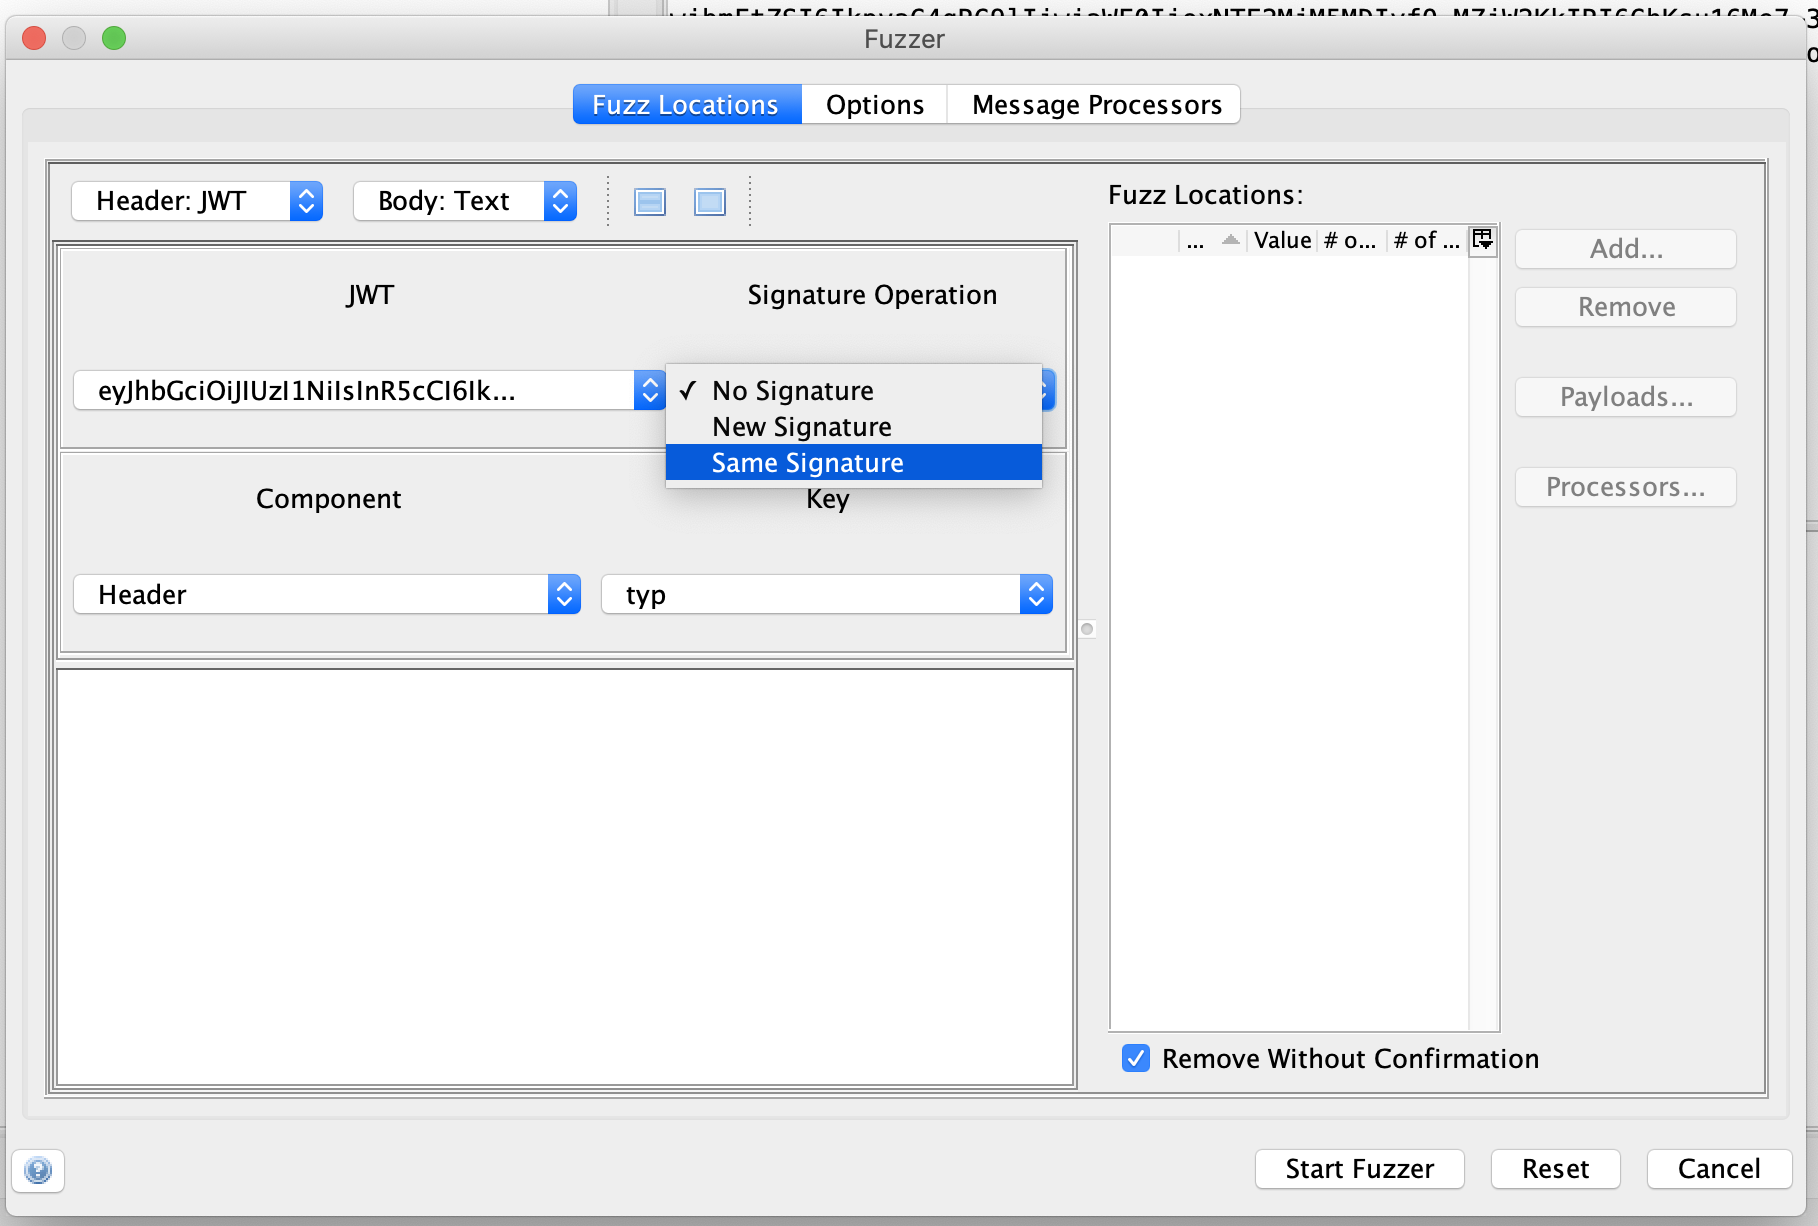 Fuzzer
Fuzz Locations Options Message Processors
Header: JWT Body: Text
Fuzz Locations:
... Value # o... # of ...
Add...
Remove
Payloads...
Processors...
JWT Signature Operation
eyJhbGciOiJIUzI1NiIsInR5cCI6Ik...
✓ No Signature
New Signature
Same Signature
Component Key
Header typ
Remove Without Confirmation
? Start Fuzzer Reset Cancel